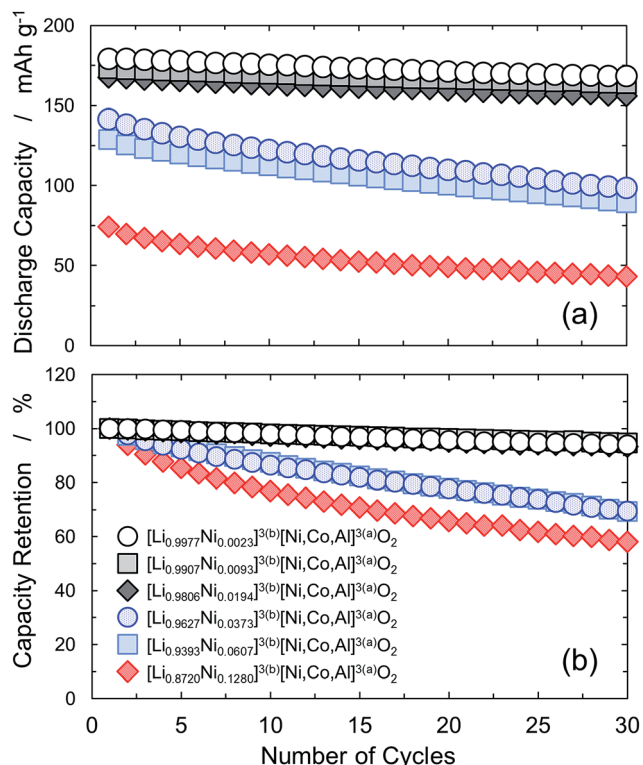 (a)
Discharge Capacity / mAh g⁻¹
200
150
100
50
0
(b)
Capacity Retention / %
120
100
80
60
40
20
0
[Li₀.₉₉₇₇Ni₀.₀₀₂₃]³⁽ᵇ⁾[Ni,Co,Al]³⁽ᵃ⁾O₂
[Li₀.₉₉₀₇Ni₀.₀₀₉₃]³⁽ᵇ⁾[Ni,Co,Al]³⁽ᵃ⁾O₂
[Li₀.₉₈₀₆Ni₀.₀₁₉₄]³⁽ᵇ⁾[Ni,Co,Al]³⁽ᵃ⁾O₂
[Li₀.₉₆₂₇Ni₀.₀₃₇₃]³⁽ᵇ⁾[Ni,Co,Al]³⁽ᵃ⁾O₂
[Li₀.₉₃₉₃Ni₀.₀₆₀₇]³⁽ᵇ⁾[Ni,Co,Al]³⁽ᵃ⁾O₂
[Li₀.₈₇₂₀Ni₀.₁₂₈₀]³⁽ᵇ⁾[Ni,Co,Al]³⁽ᵃ⁾O₂
0 5 10 15 20 25 30
Number of Cycles